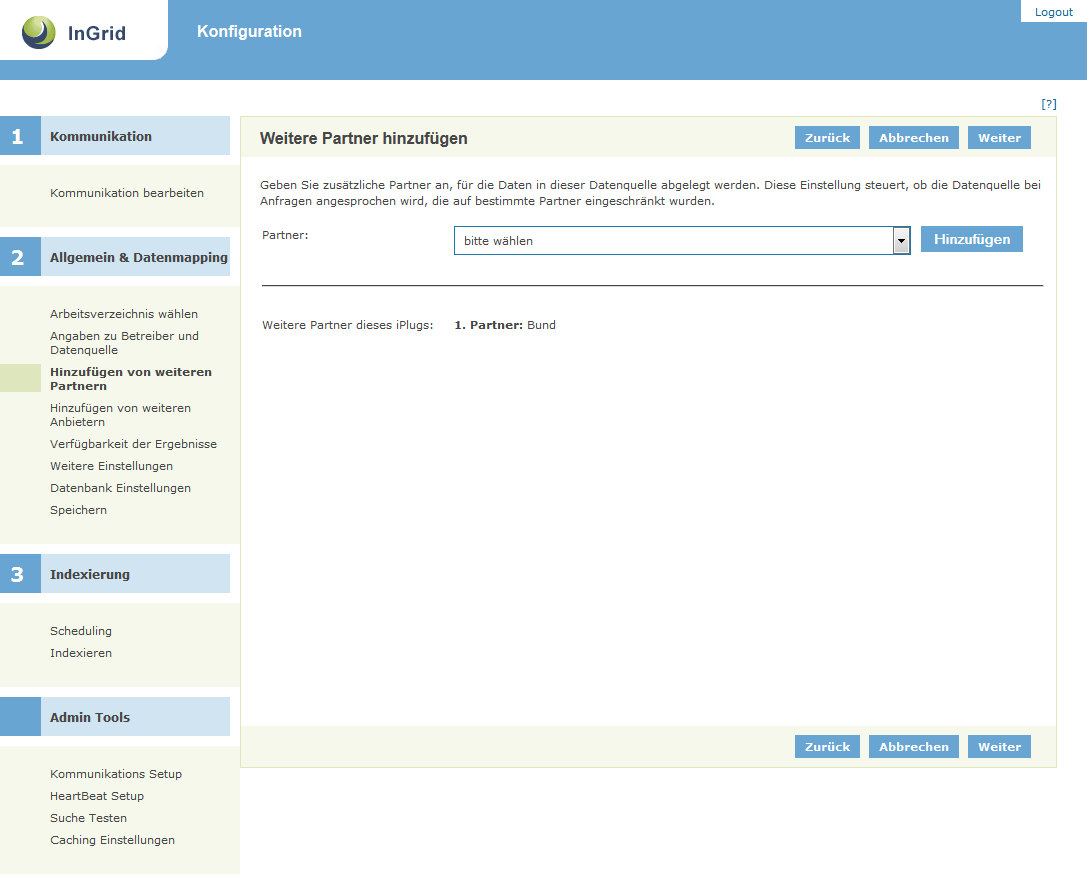 InGrid
Konfiguration
Logout
[?]
1 Kommunikation
Kommunikation bearbeiten
2 Allgemein & Datenmapping
Arbeitsverzeichnis wählen
Angaben zu Betreiber und
Datenquelle
Hinzufügen von weiteren
Partnern
Hinzufügen von weiteren
Anbietern
Verfügbarkeit der Ergebnisse
Weitere Einstellungen
Datenbank Einstellungen
Speichern
3 Indexierung
Scheduling
Indexieren
Admin Tools
Kommunikations Setup
HeartBeat Setup
Suche Testen
Caching Einstellungen
Weitere Partner hinzufügen
Zurück Abbrechen Weiter
Geben Sie zusätzliche Partner an, für die Daten in dieser Datenquelle abgelegt werden. Diese Einstellung steuert, ob die Datenquelle bei
Anfragen angesprochen wird, die auf bestimmte Partner eingeschränkt wurden.
Partner: bitte wählen Hinzufügen
Weitere Partner dieses iPlugs: 1. Partner: Bund
Zurück Abbrechen Weiter